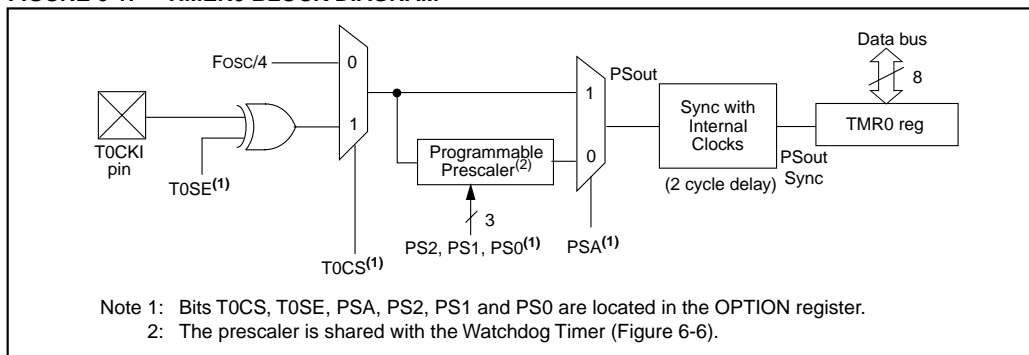 Data bus
FOSC/4
0
1
T0CKI
pin
T0SE(1)
T0CS(1)
Programmable
Prescaler(2)
3
PS2, PS1, PS0(1)
1
0
PSA(1)
PSout
Sync with
Internal
Clocks
(2 cycle delay)
PSout
Sync
8
TMR0 reg
Note 1: Bits T0CS, T0SE, PSA, PS2, PS1 and PS0 are located in the OPTION register.
2: The prescaler is shared with the Watchdog Timer (Figure 6-6).